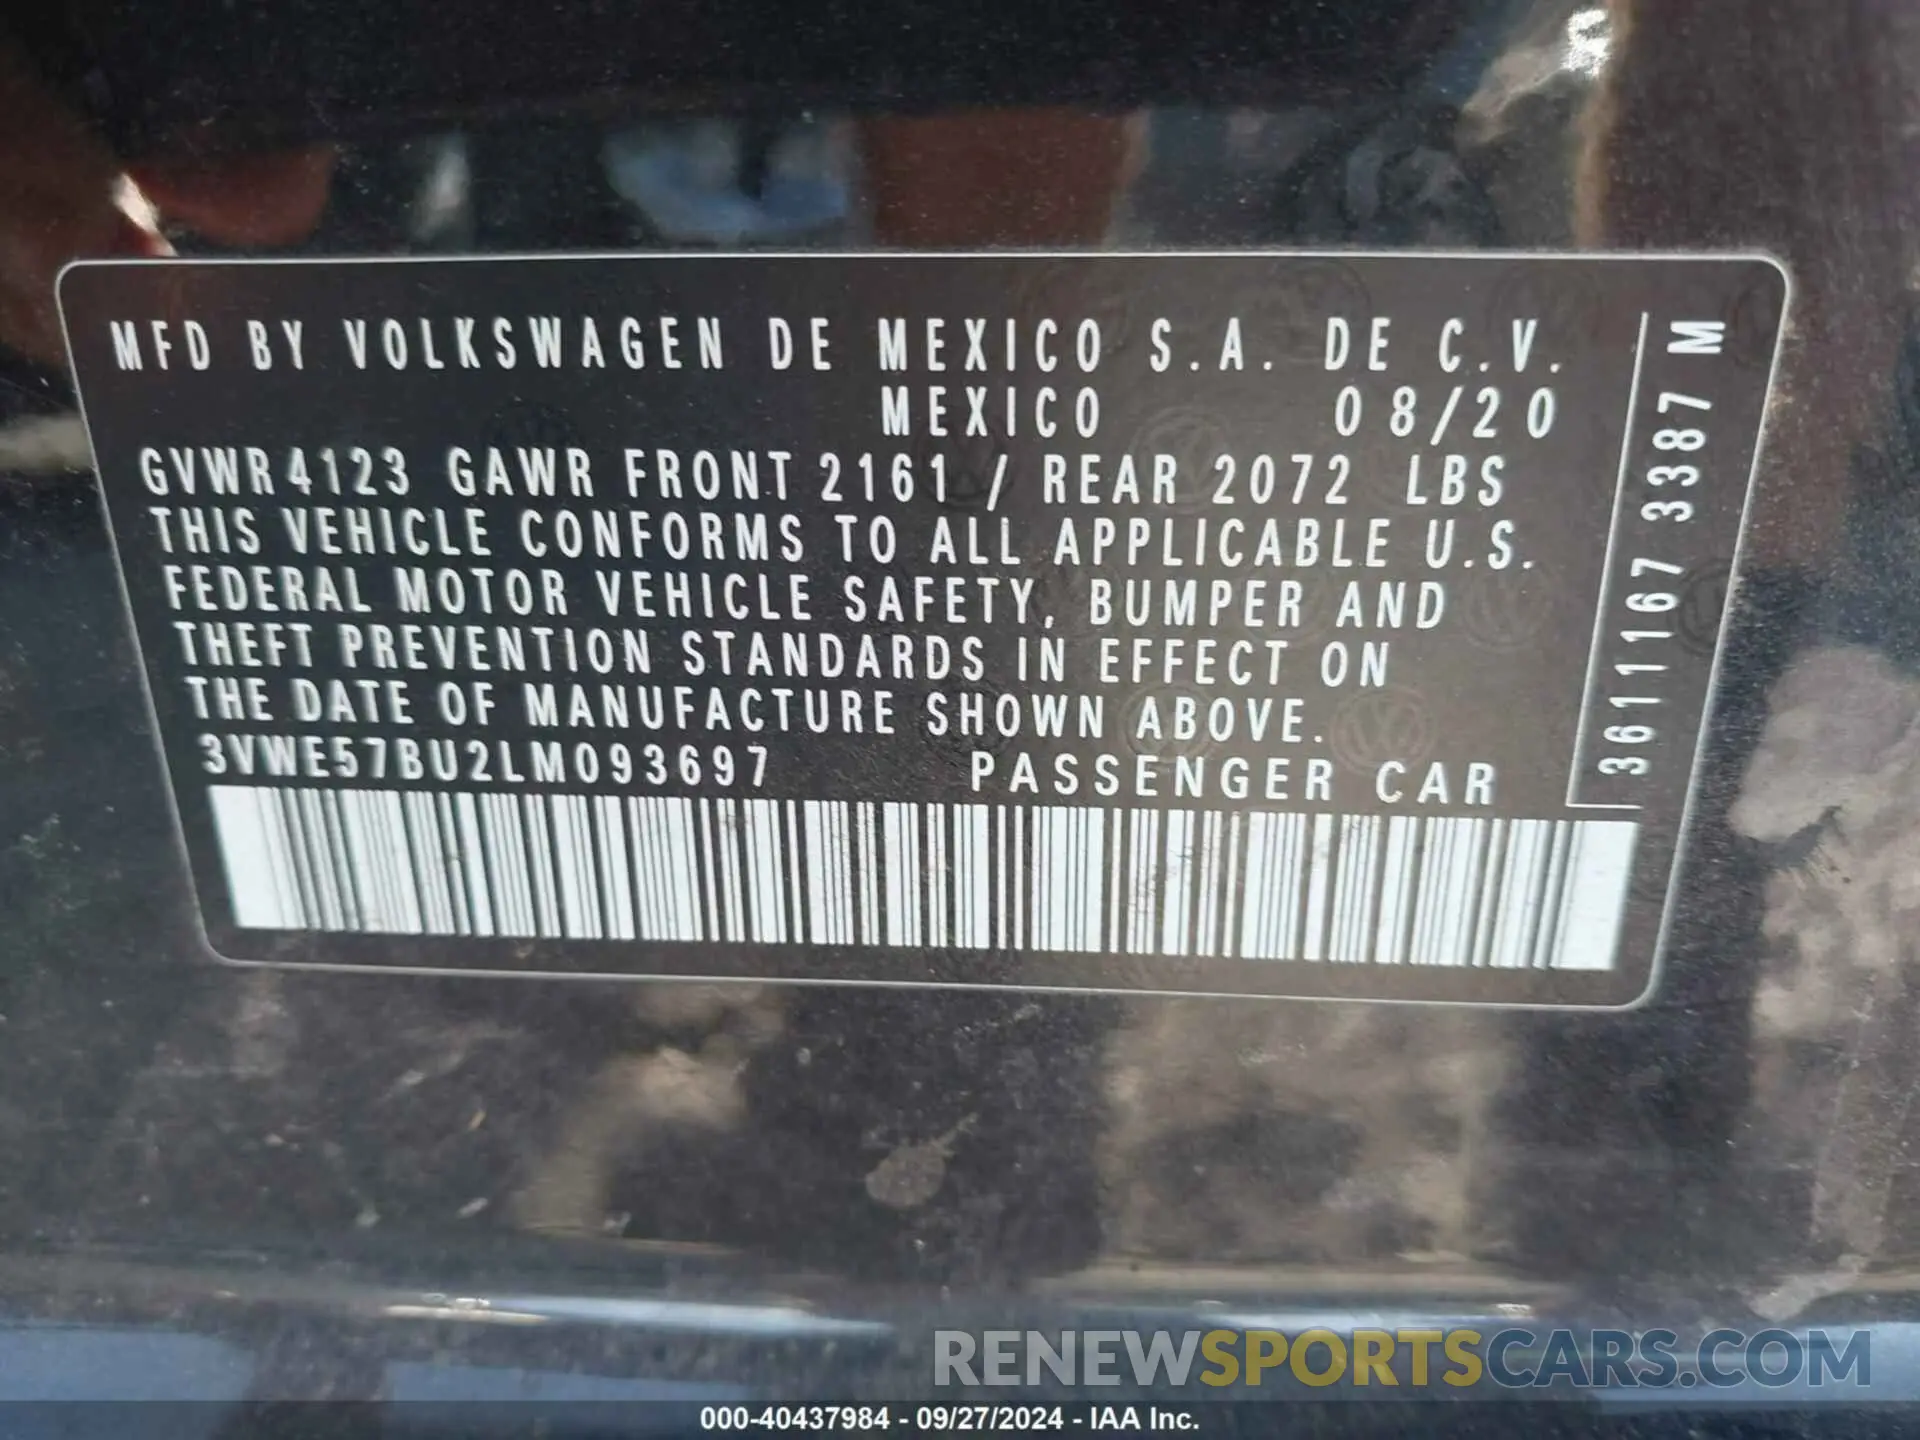 MFD BY VOLKSWAGEN DE MEXICO S.A. DE C.V.
MEXICO 08/20
GVWR 4123 GAWR FRONT 2161 / REAR 2072 LBS
THIS VEHICLE CONFORMS TO ALL APPLICABLE U.S.
FEDERAL MOTOR VEHICLE SAFETY, BUMPER AND
THEFT PREVENTION STANDARDS IN EFFECT ON
THE DATE OF MANUFACTURE SHOWN ABOVE.
3VWE57BU2LM093697 PASSENGER CAR
3611167 3387 M
RENEWSPORTSCARS.COM
000-40437984 - 09/27/2024 - IAA Inc.